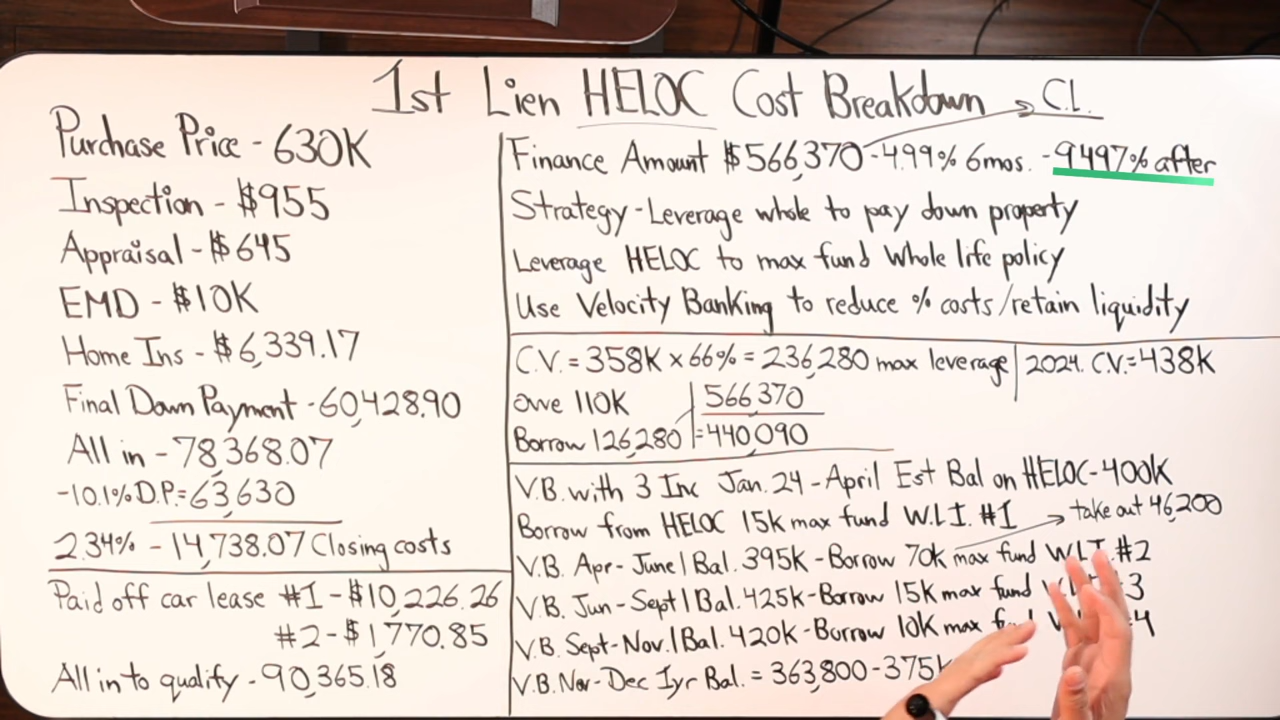 1st Lien HELOC Cost Breakdown → C.I.
Purchase Price - 630K
Inspection - $955
Appraisal - $645
EMD - $10K
Home Ins - $6,339.17
Final Down Payment - 60,428.90
All in - 78,368.07
-10.1% D.P. = 63,630
2.34% - 14,738.07 Closing costs
Paid off car lease #1 - $10,226.26
#2 - $1,770.85
All in to qualify - 90,365.18
Finance Amount $566,370 - 4.99% 6mos. - 9.497% after
Strategy - Leverage whole to pay down property
Leverage HELOC to max fund Whole life policy
Use Velocity Banking to reduce % costs/retain liquidity
C.V. = 358K x 66% = 236,280 max leverage | 2024. C.V. = 438K
Owe 110K 566,370
Borrow 126,280 = 440,090
V.B. with 3 Inc Jan. 24 - April Est Bal on HELOC - 400K
Borrow from HELOC 15K max fund W.L.I. #1 → take out 46,200
V.B. Apr - June | Bal. 395K - Borrow 70K max fund W.L.I. #2
V.B. Jun - Sept | Bal. 425K - Borrow 15K max fund 3
V.B. Sept - Nov. | Bal. 420K - Borrow 10K max fund 4
V.B. Nov - Dec 1yr Bal. = 363,800 - 375K